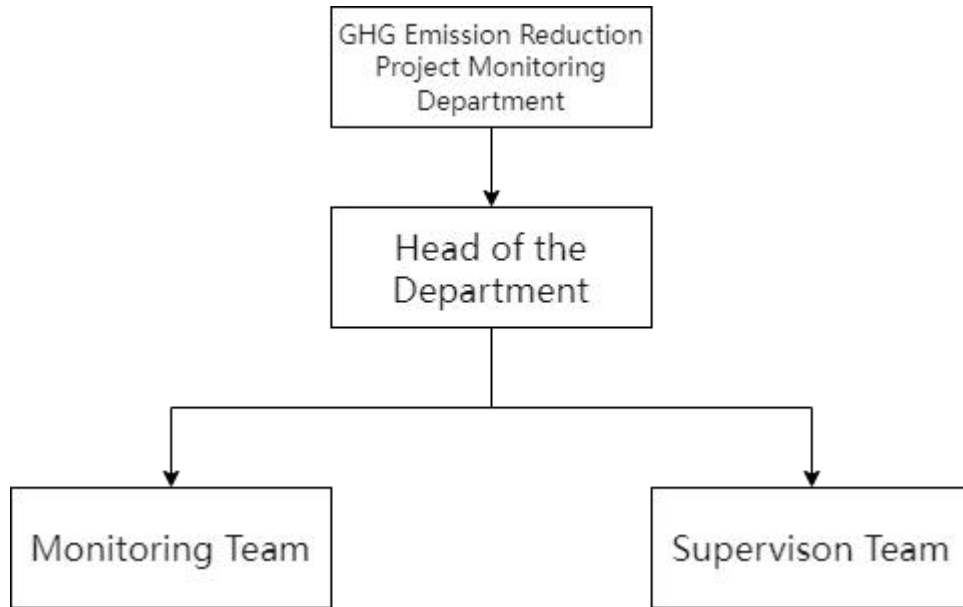 GHG Emission Reduction
Project Monitoring
Department
Head of the
Department
Monitoring Team
Supervison Team